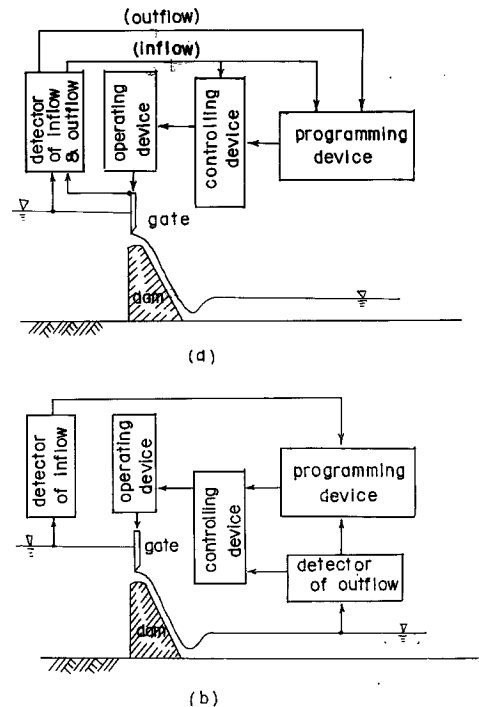 (outflow)
(inflow)
detector
of inflow
& outflow
operating
device
controlling
device
programming
device
gate
dam
(d)
detector
of inflow
operating
device
controlling
device
programming
device
gate
detector
of outflow
dam
(b)